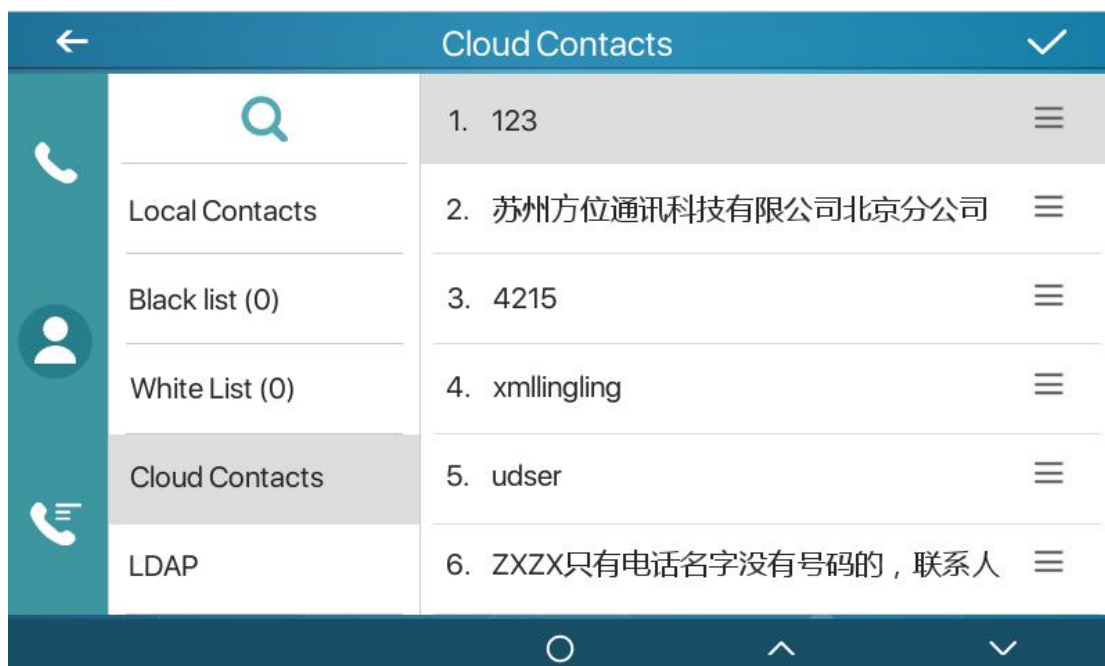 Cloud Contacts
Local Contacts
Black list (0)
White List (0)
Cloud Contacts
LDAP
1. 123
2. 苏州方位通讯科技有限公司北京分公司
3. 4215
4. xmllingling
5. udser
6. ZXZX只有电话名字没有号码的，联系人